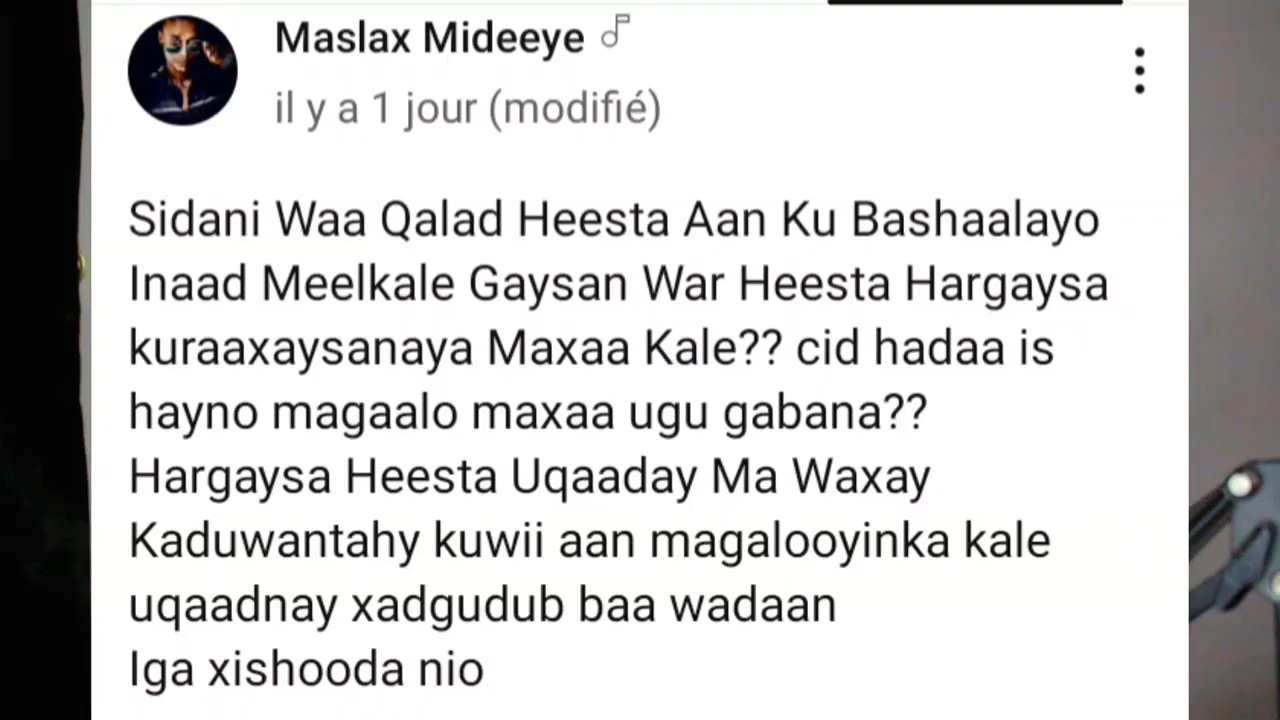 Maslax Mideeye
il y a 1 jour (modifié)
Sidani Waa Qalad Heesta Aan Ku Bashaalayo
Inaad Meelkale Gaysan War Heesta Hargaysa
kuraaxaysanaya Maxaa Kale?? cid hadaa is
hayno magaalo maxaa ugu gabana??
Hargaysa Heesta Uqaaday Ma Waxay
Kaduwantahy kuwii aan magalooyinka kale
uqaadnay xadgudub baa wadaan
Iga xishooda nio